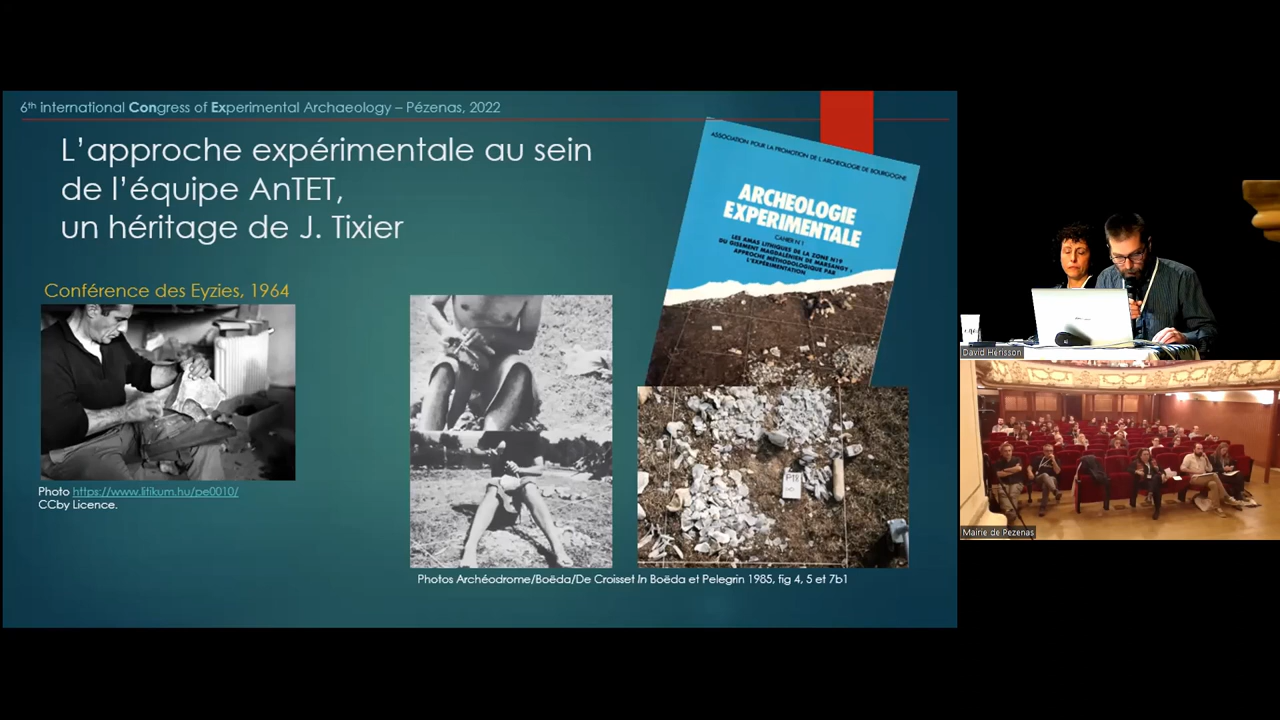 6th international Congress of Experimental Archaeology – Pézenas, 2022
L'approche expérimentale au sein
de l'équipe AnTET,
un héritage de J. Tixier
Conférence des Eyzies, 1964
Photo https://www.litikum.hu/pe0010/
CCby Licence.
ASSOCIATION POUR LA PROMOTION DE L'ARCHEOLOGIE DE BOURGOGNE
ARCHEOLOGIE
EXPERIMENTALE
CAHIER N°1
LES AMAS LITHIQUES DE LA ZONE N19
DU GISEMENT MAGDALÉNIEN DE MARSANGY :
APPROCHE MÉTHODOLOGIQUE PAR
L'EXPÉRIMENTATION
Photos Archéodrome/Boëda/De Croisset In Boëda et Pelegrin 1985, fig 4, 5 et 7b1
David Herisson
Mairie de Pezenas